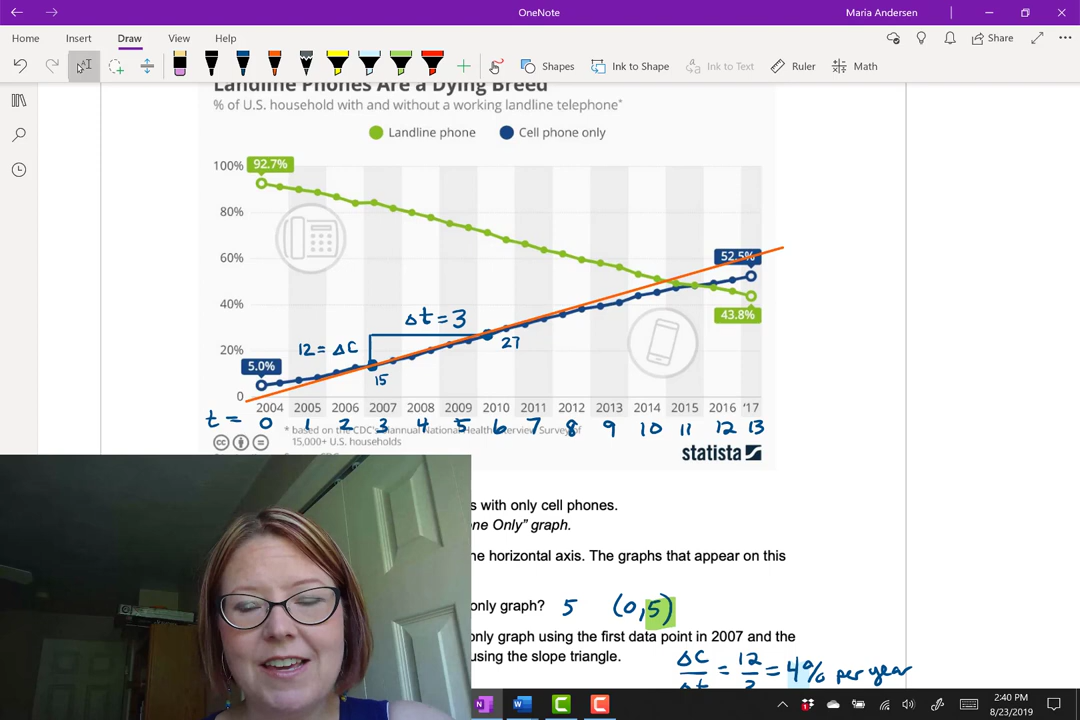 OneNote
Maria Andersen
Home Insert Draw View Help
Share
Shapes Ink to Shape Ink to Text Ruler Math
Landline Phones Are a Dying Breed
% of U.S. household with and without a working landline telephone*
Landline phone Cell phone only
100%
92.7%
80%
60%
52.5%
40%
Δt = 3
12 = ΔC
27
43.8%
20%
5.0%
15
0
2004 2005 2006 2007 2008 2009 2010 2011 2012 2013 2014 2015 2016 '17
t = 0 1 2 3 4 5 6 7 8 9 10 11 12 13
* based on the CDC's
National Health Interview Survey of
15,000+ U.S. households
statista
s with only cell phones.
ne Only" graph.
he horizontal axis. The graphs that appear on this
only graph? 5 (0,5)
only graph using the first data point in 2007 and the
using the slope triangle.
ΔC/Δt = 12/3 = 4% per year
2:40 PM
8/23/2019